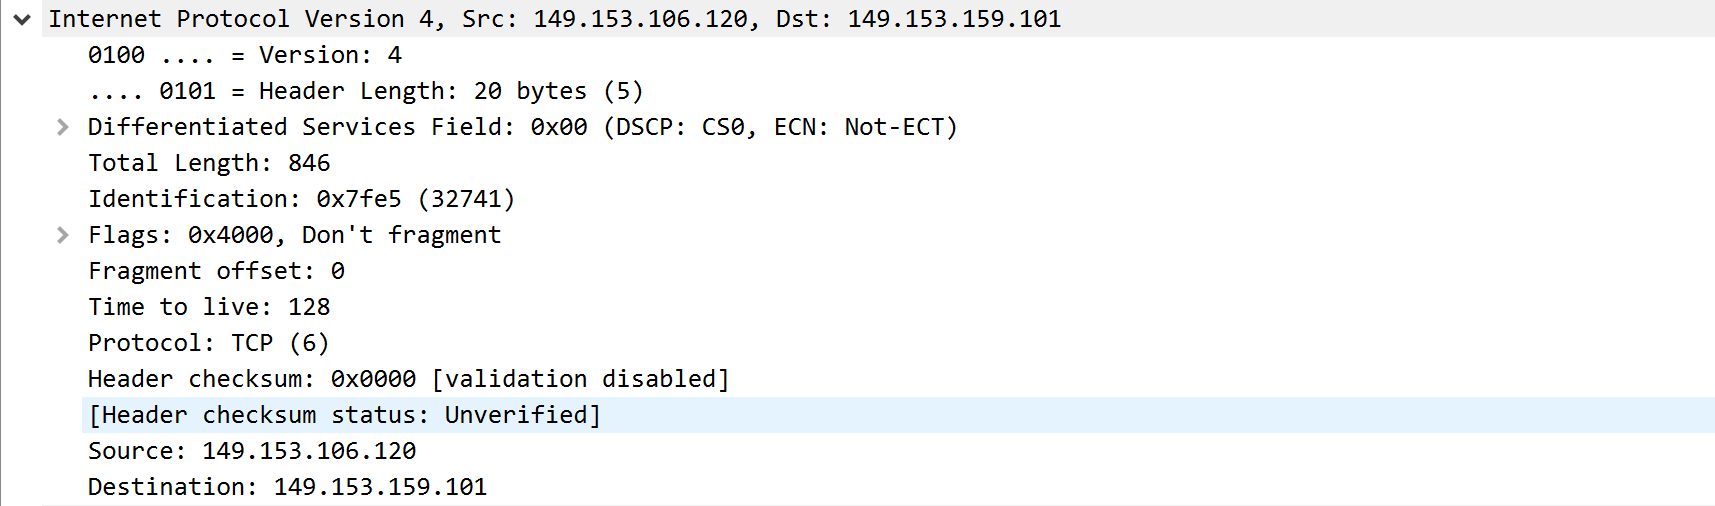 Internet Protocol Version 4, Src: 149.153.106.120, Dst: 149.153.159.101
0100 .... = Version: 4
.... 0101 = Header Length: 20 bytes (5)
Differentiated Services Field: 0x00 (DSCP: CS0, ECN: Not-ECT)
Total Length: 846
Identification: 0x7fe5 (32741)
Flags: 0x4000, Don't fragment
Fragment offset: 0
Time to live: 128
Protocol: TCP (6)
Header checksum: 0x0000 [validation disabled]
[Header checksum status: Unverified]
Source: 149.153.106.120
Destination: 149.153.159.101